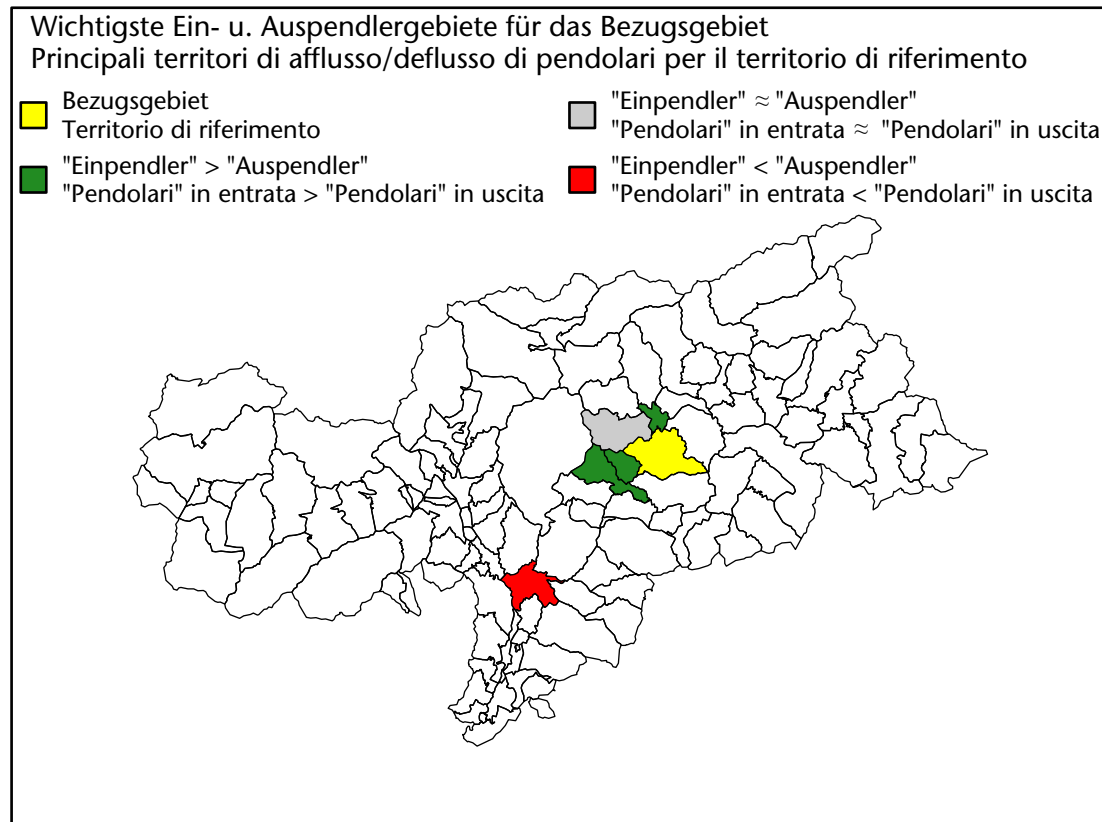 Wichtigste Ein- u. Auspendlergebiete für das Bezugsgebiet
Principali territori di afflusso/deflusso di pendolari per il territorio di riferimento
Bezugsgebiet
Territorio di riferimento
"Einpendler" > "Auspendler"
"Pendolari" in entrata > "Pendolari" in uscita
"Einpendler" ≈ "Auspendler"
"Pendolari" in entrata ≈ "Pendolari" in uscita
"Einpendler" < "Auspendler"
"Pendolari" in entrata < "Pendolari" in uscita